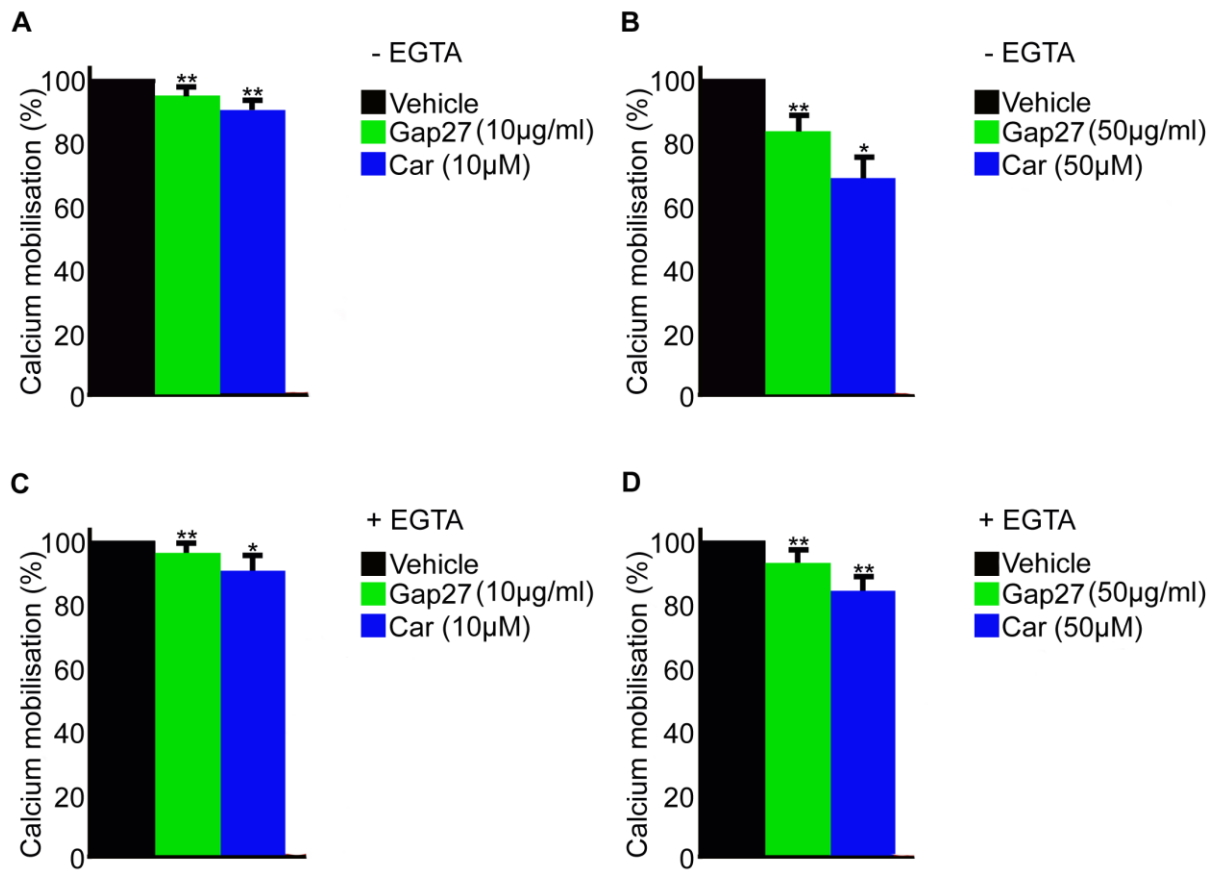 A
- EGTA
Vehicle
Gap27 (10µg/ml)
Car (10µM)
Calcium mobilisation (%)
100
80
60
40
20
0
**
**
B
- EGTA
Vehicle
Gap27 (50µg/ml)
Car (50µM)
Calcium mobilisation (%)
100
80
60
40
20
0
**
*
C
+ EGTA
Vehicle
Gap27 (10µg/ml)
Car (10µM)
Calcium mobilisation (%)
100
80
60
40
20
0
**
*
D
+ EGTA
Vehicle
Gap27 (50µg/ml)
Car (50µM)
Calcium mobilisation (%)
100
80
60
40
20
0
**
**